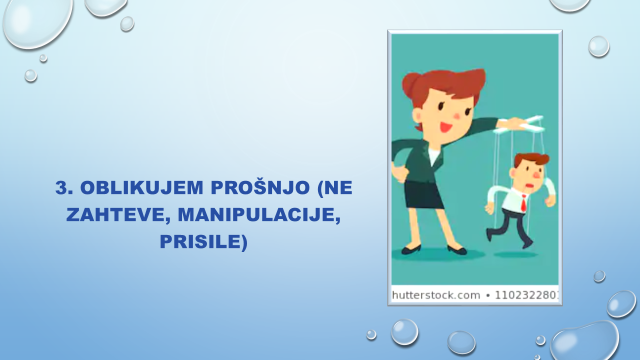 3. OBLIKUJEM PROŠNJO (NE
ZAHTEVE, MANIPULACIJE,
PRISILE)
hutterstock.com • 110232280